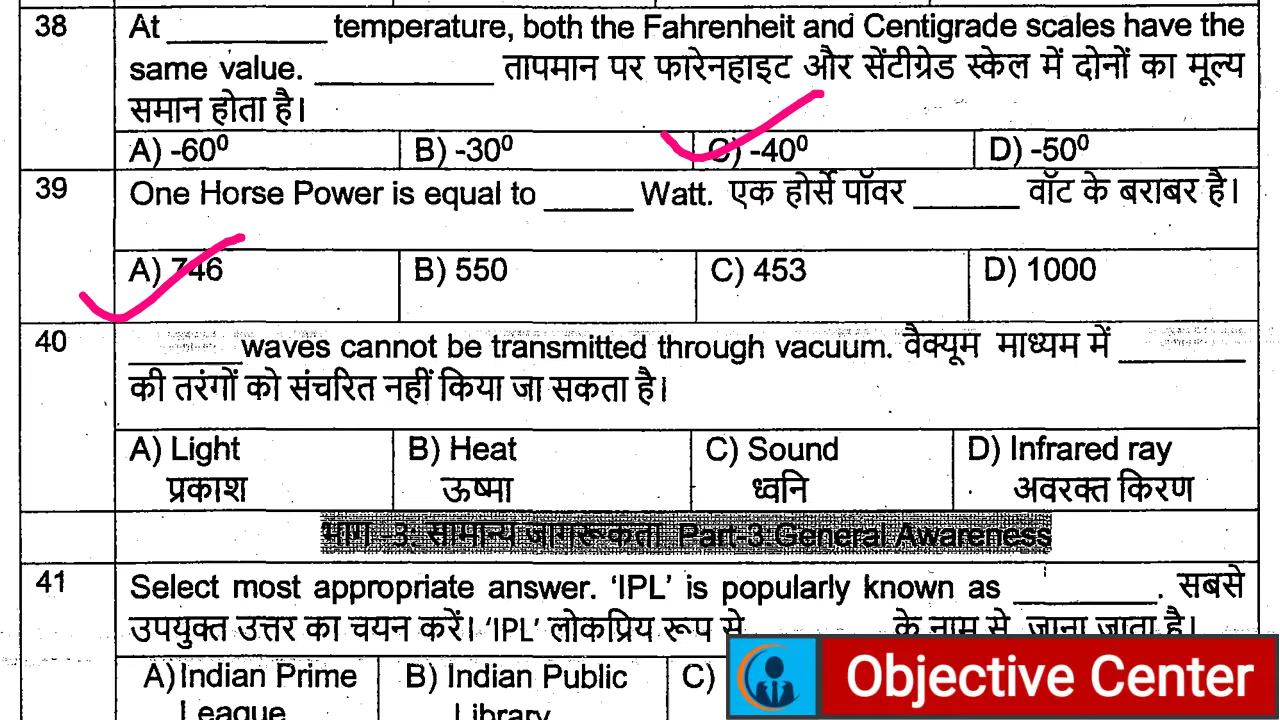 38 At _________ temperature, both the Fahrenheit and Centigrade scales have the
same value. __________ तापमान पर फारेनहाइट और सेंटीग्रेड स्केल में दोनों का मूल्य
समान होता है।
A) -60⁰ B) -30⁰ C) -40⁰ D) -50⁰
39 One Horse Power is equal to _____ Watt. एक होर्से पॉवर ______ वॉट के बराबर है।
A) 746 B) 550 C) 453 D) 1000
40 ______waves cannot be transmitted through vacuum. वैक्यूम माध्यम में _______
की तरंगों को संचरित नहीं किया जा सकता है।
A) Light B) Heat C) Sound D) Infrared ray
प्रकाश ऊष्मा ध्वनि अवरक्त किरण
भाग -3 सामान्य जागरूकता Part-3 General Awareness
41 Select most appropriate answer. 'IPL' is popularly known as ________. सबसे
उपयुक्त उत्तर का चयन करें। 'IPL' लोकप्रिय रूप से ________ के नाम से जाना जाता है।
A) Indian Prime B) Indian Public C)
League Library
Objective Center